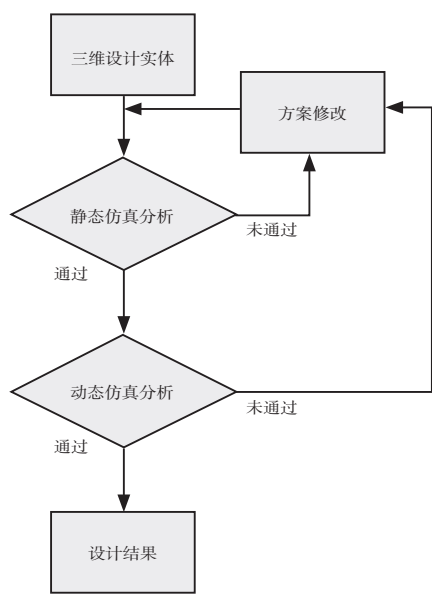 三维设计实体
方案修改
静态仿真分析
未通过
通过
动态仿真分析
未通过
通过
设计结果